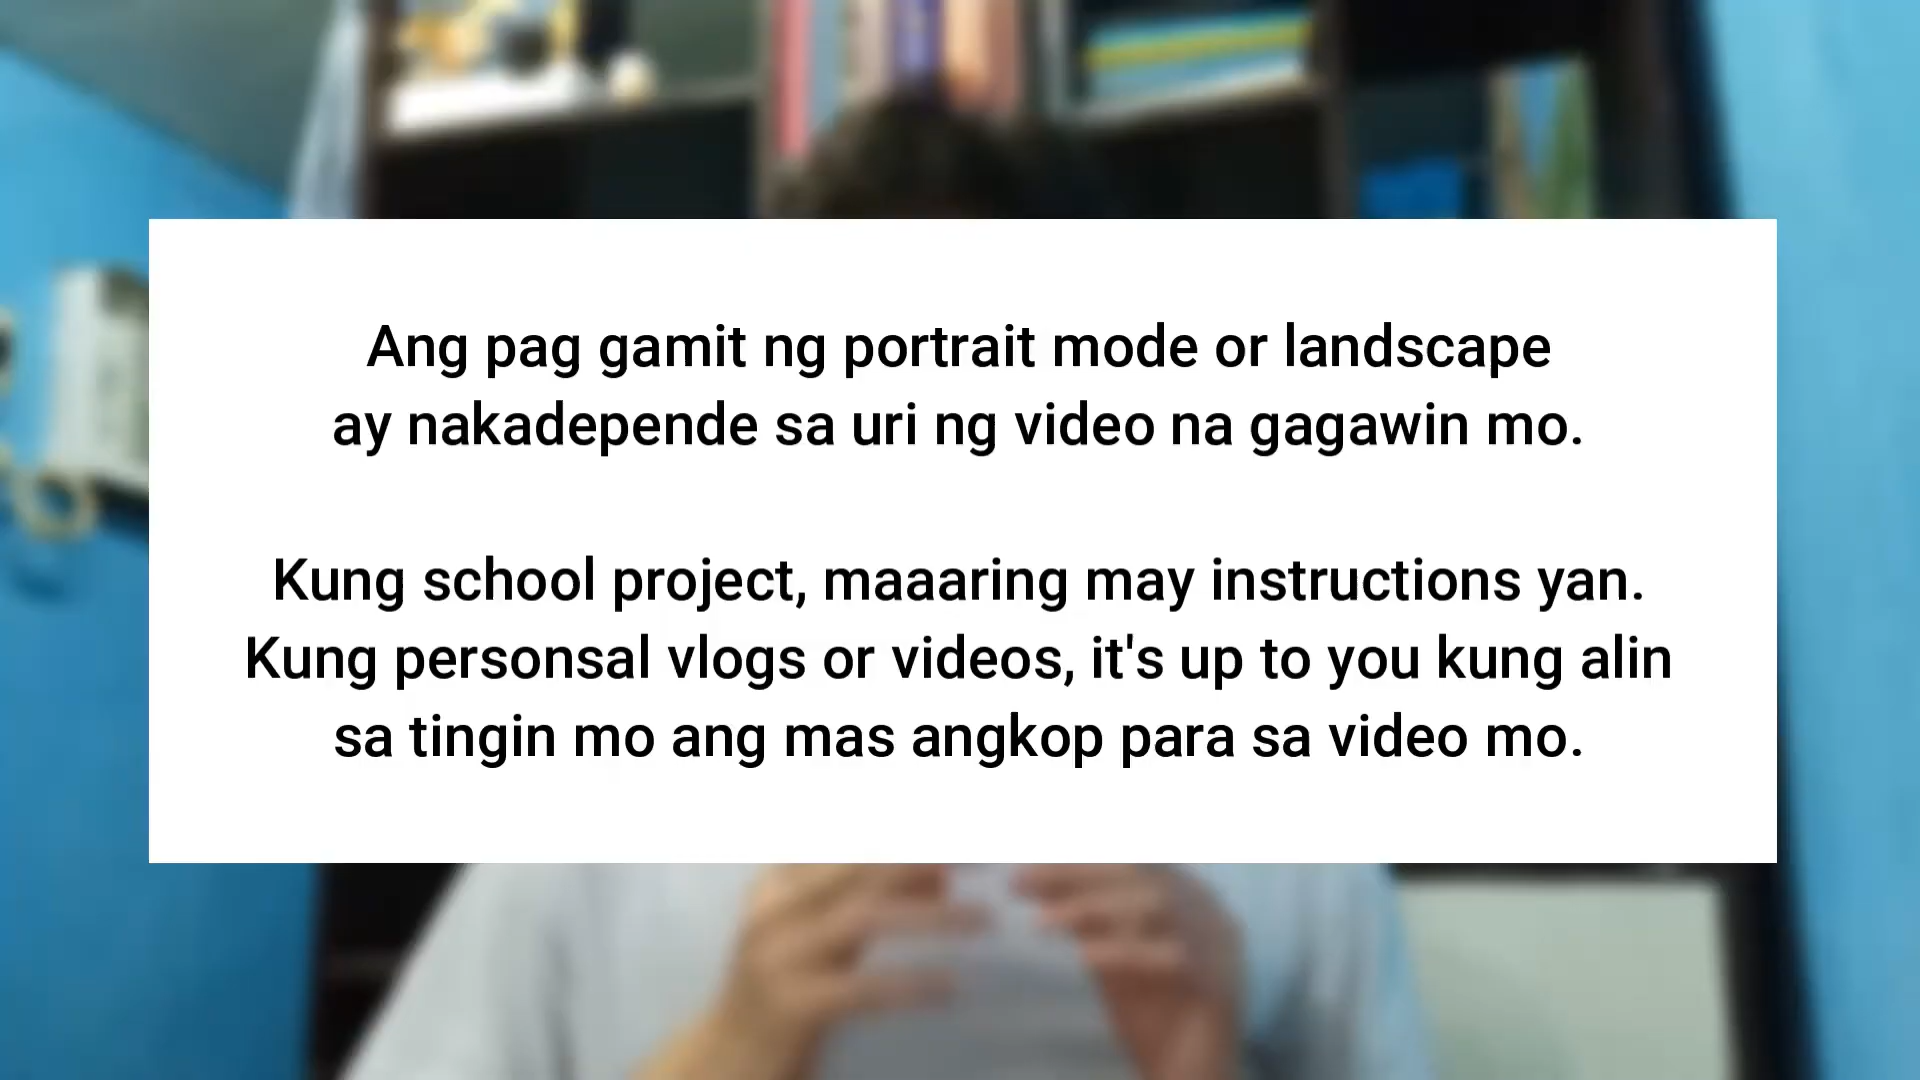 Ang pag gamit ng portrait mode or landscape
ay nakadepende sa uri ng video na gagawin mo.
Kung school project, maaaring may instructions yan.
Kung personsal vlogs or videos, it's up to you kung alin
sa tingin mo ang mas angkop para sa video mo.